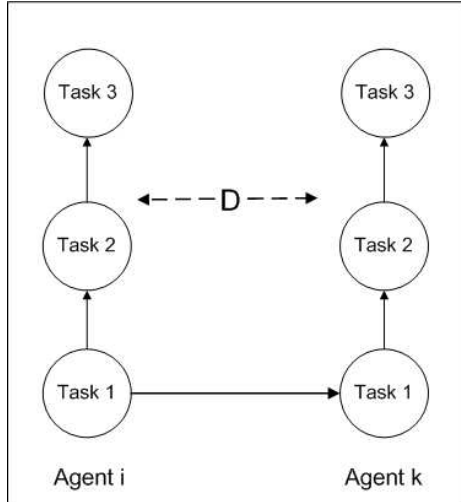 Task 3 Task 3
D
Task 2 Task 2
Task 1 Task 1
Agent i Agent k